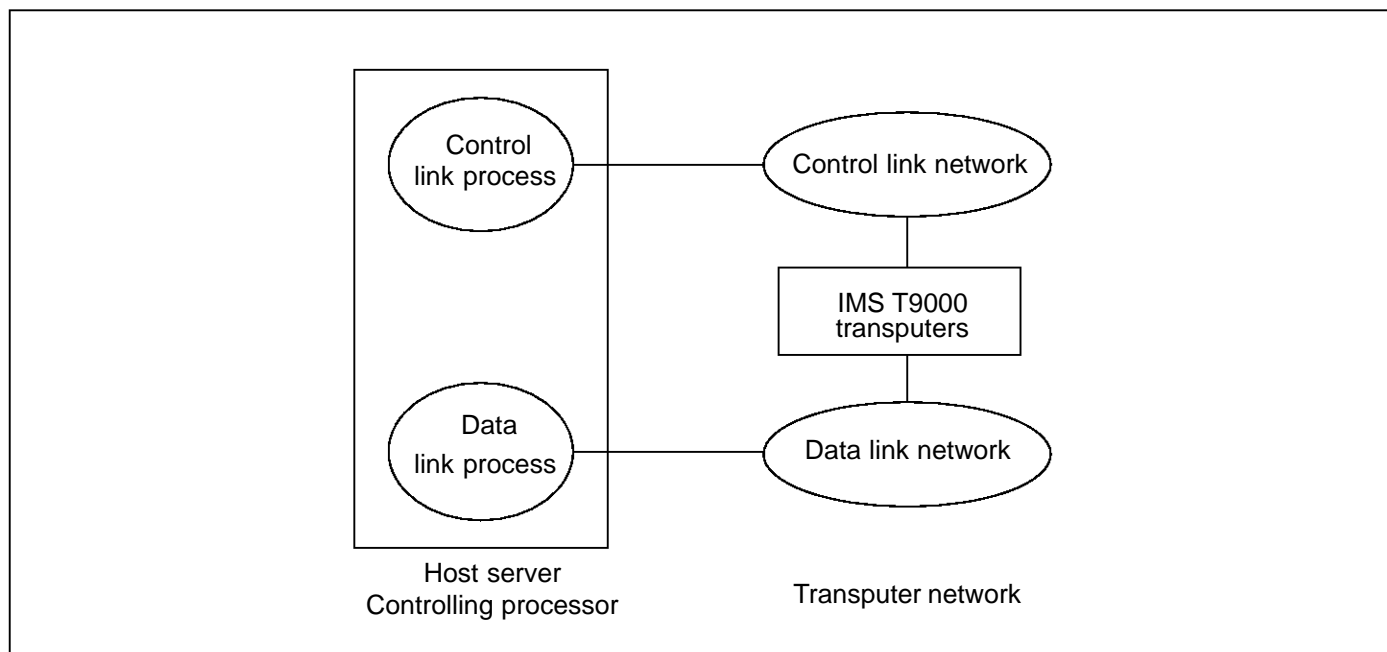 Control
link process
Control link network
IMS T9000
transputers
Data
link process
Data link network
Host server
Controlling processor
Transputer network